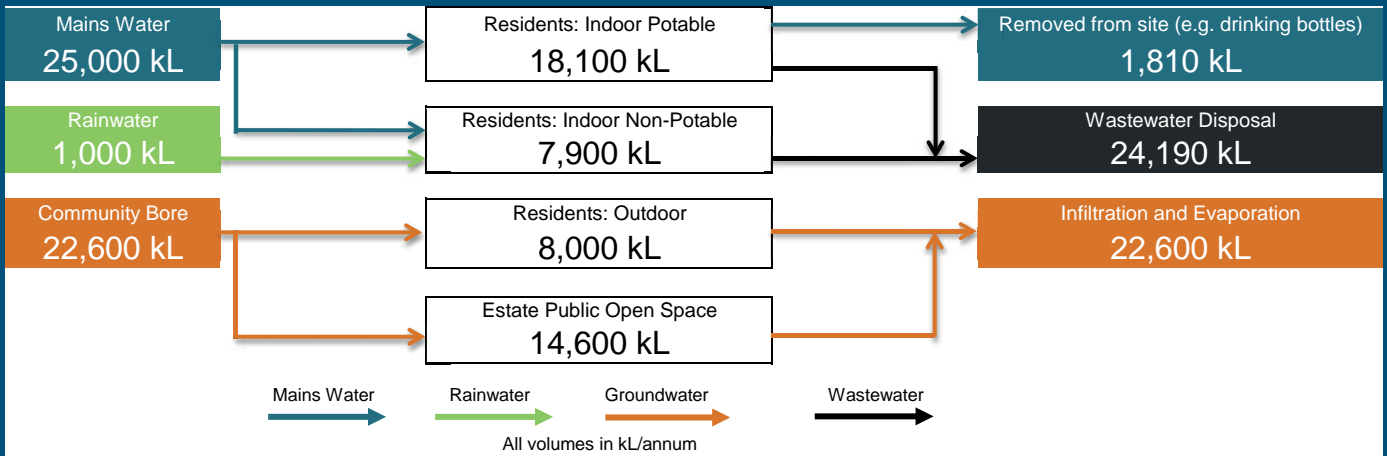 Mains Water
25,000 kL
Residents: Indoor Potable
18,100 kL
Removed from site (e.g. drinking bottles)
1,810 kL
Rainwater
1,000 kL
Residents: Indoor Non-Potable
7,900 kL
Wastewater Disposal
24,190 kL
Community Bore
22,600 kL
Residents: Outdoor
8,000 kL
Infiltration and Evaporation
22,600 kL
Estate Public Open Space
14,600 kL
Mains Water
Rainwater
Groundwater
Wastewater
All volumes in kL/annum